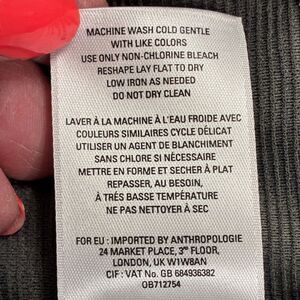 MACHINE WASH COLD GENTLE
WITH LIKE COLORS
USE ONLY NON-CHLORINE BLEACH
RESHAPE LAY FLAT TO DRY
LOW IRON AS NEEDED
DO NOT DRY CLEAN
LAVER À LA MACHINE À L'EAU FROIDE AVEC
COULEURS SIMILAIRES CYCLE DÉLICAT
UTILISER UN AGENT DE BLANCHIMENT
SANS CHLORE SI NÉCESSAIRE
METTRE EN FORME ET SÉCHER À PLAT
REPASSER, AU BESOIN,
À TRÉS BASSE TEMPÉRATURE
NE PAS NETTOYER À SEC
FOR EU : IMPORTED BY ANTHROPOLOGIE
24 MARKET PLACE, 3RD FLOOR,
LONDON, UK W1W8AN
CIF : VAT No. GB 684936382
OB712754